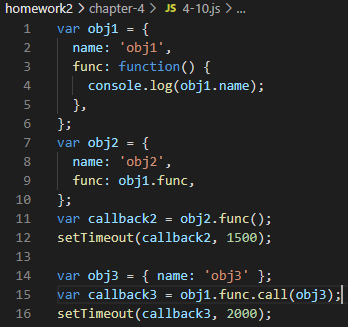 homework2 > chapter-4 > JS 4-10.js > ...
1 var obj1 = {
2 name: 'obj1',
3 func: function() {
4 console.log(obj1.name);
5 },
6 };
7 var obj2 = {
8 name: 'obj2',
9 func: obj1.func,
10 };
11 var callback2 = obj2.func();
12 setTimeout(callback2, 1500);
13
14 var obj3 = { name: 'obj3' };
15 var callback3 = obj1.func.call(obj3);
16 setTimeout(callback3, 2000);